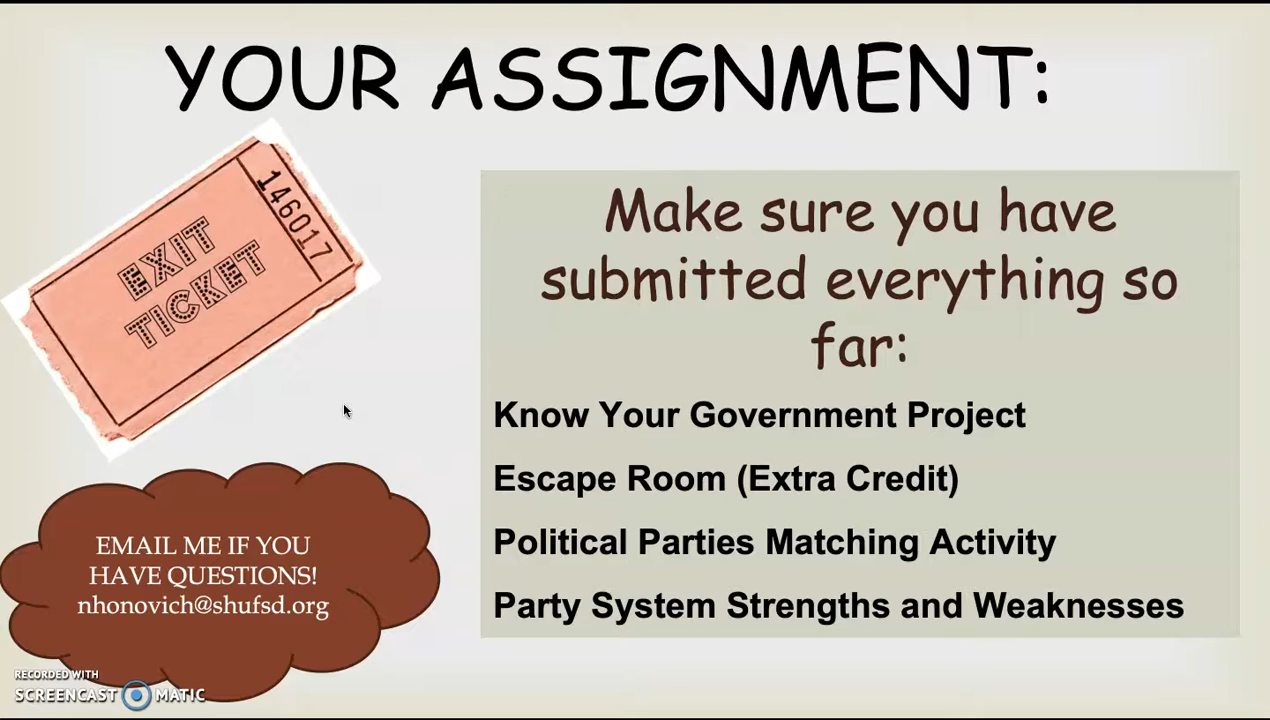 YOUR ASSIGNMENT:
146017
EXIT
TICKET
Make sure you have
submitted everything so
far:
Know Your Government Project
Escape Room (Extra Credit)
Political Parties Matching Activity
Party System Strengths and Weaknesses
EMAIL ME IF YOU
HAVE QUESTIONS!
nhonovich@shufsd.org
RECORDED WITH
SCREENCAST MATIC